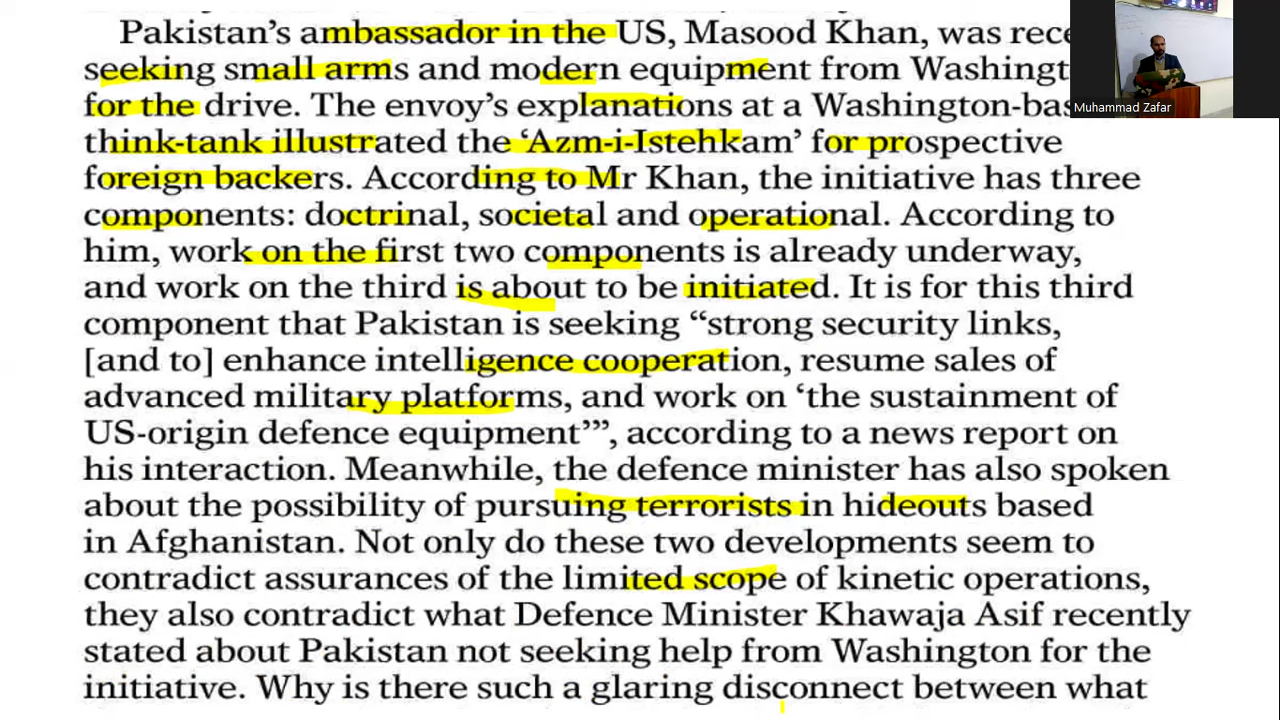 Pakistan's ambassador in the US, Masood Khan, was
seeking small arms and modern equipment from
for the drive. The envoy's explanations at a
think-tank illustrated the ‘Azm-i-Istehkam’ for prospective
foreign backers. According to Mr Khan, the initiative has three
components: doctrinal, societal and operational. According to
him, work on the first two components is already underway,
and work on the third is about to be initiated. It is for this third
component that Pakistan is seeking “strong security links,
[and to] enhance intelligence cooperation, resume sales of
advanced military platforms, and work on ‘the sustainment of
US-origin defence equipment’”, according to a news report on
his interaction. Meanwhile, the defence minister has also spoken
about the possibility of pursuing terrorists in hideouts based
in Afghanistan. Not only do these two developments seem to
contradict assurances of the limited scope of kinetic operations,
they also contradict what Defence Minister Khawaja Asif recently
stated about Pakistan not seeking help from Washington for the
initiative. Why is there such a glaring disconnect between what
Muhammad Zafar